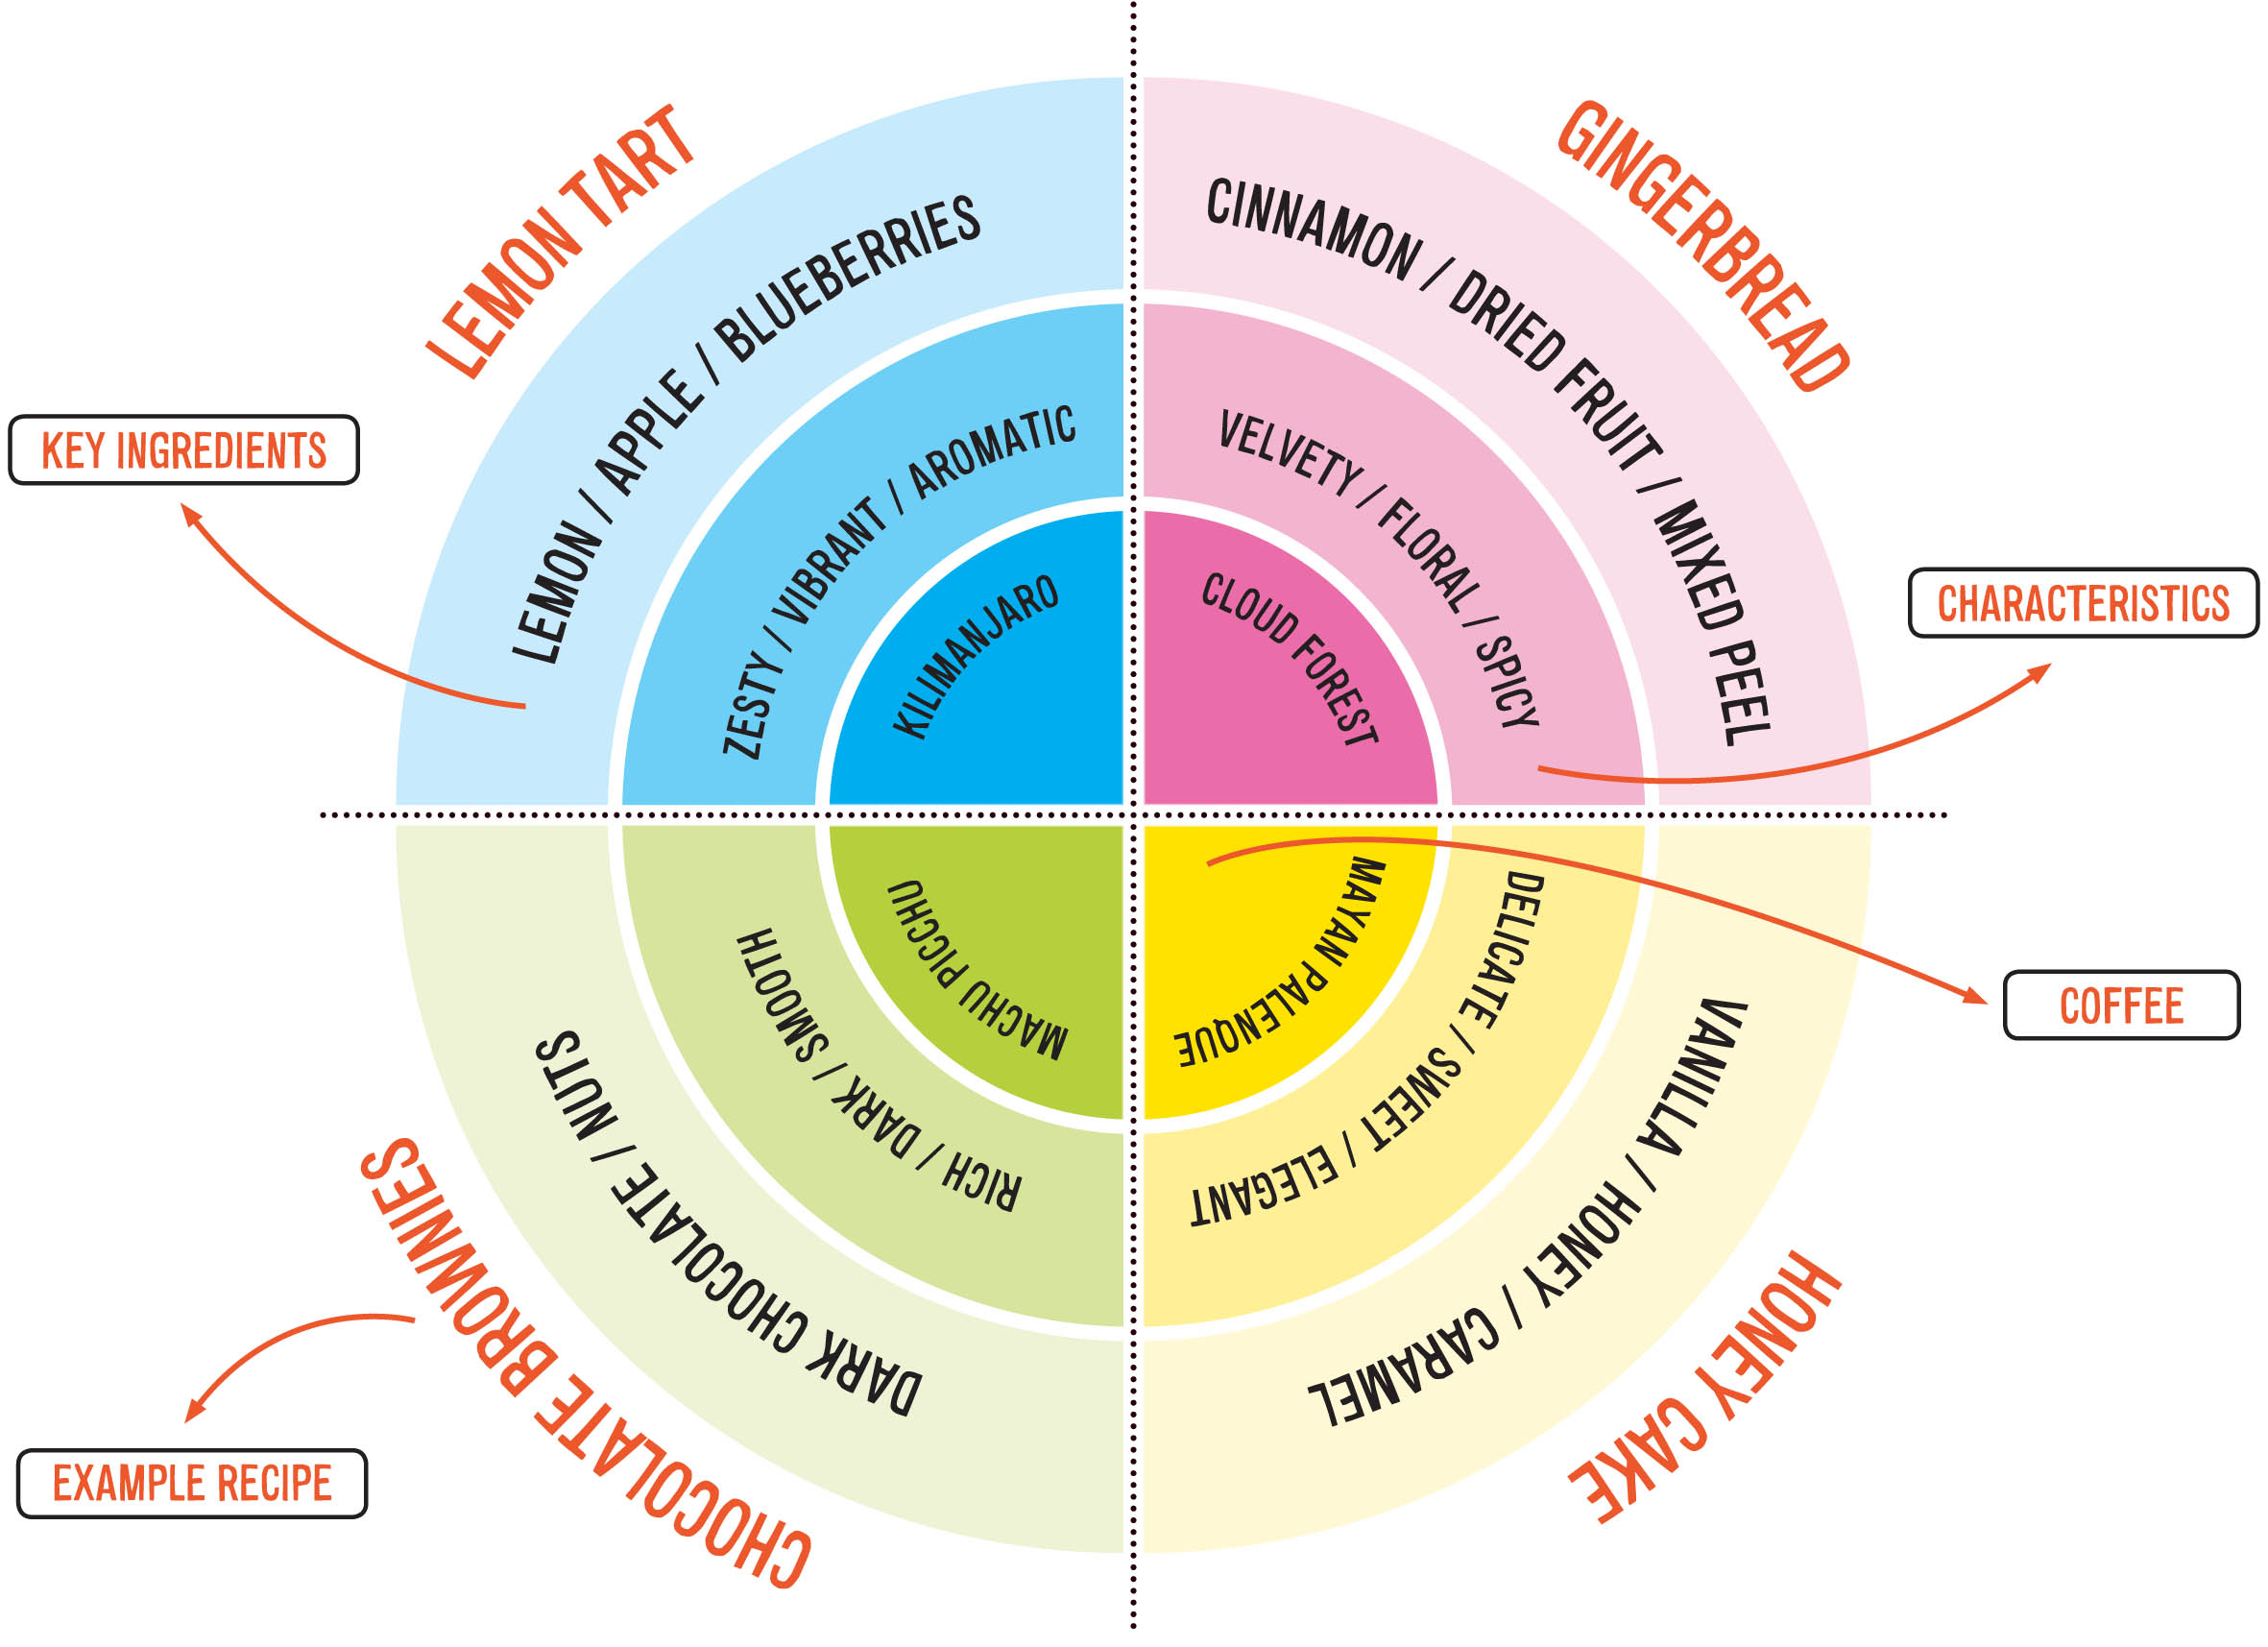 LEMON TART
GINGERBREAD
LEMON / APPLE / BLUEBERRIES
CINNAMON / DRIED FRUIT / MIXED PEEL
KEY INGREDIENTS
ZESTY / VIBRANT / AROMATIC
VELVETY / FLORAL / SPICY
CHARACTERISTICS
KILIMANJARO
CLOUD FOREST
MACHU PICCHU
MAYAN PALENQUE
COFFEE
RICH / DARK / SMOOTH
DELICATE / SWEET / ELEGANT
DARK CHOCOLATE / NUTS
VANILLA / HONEY / CARAMEL
CHOCOLATE BROWNIES
HONEY CAKE
EXAMPLE RECIPE